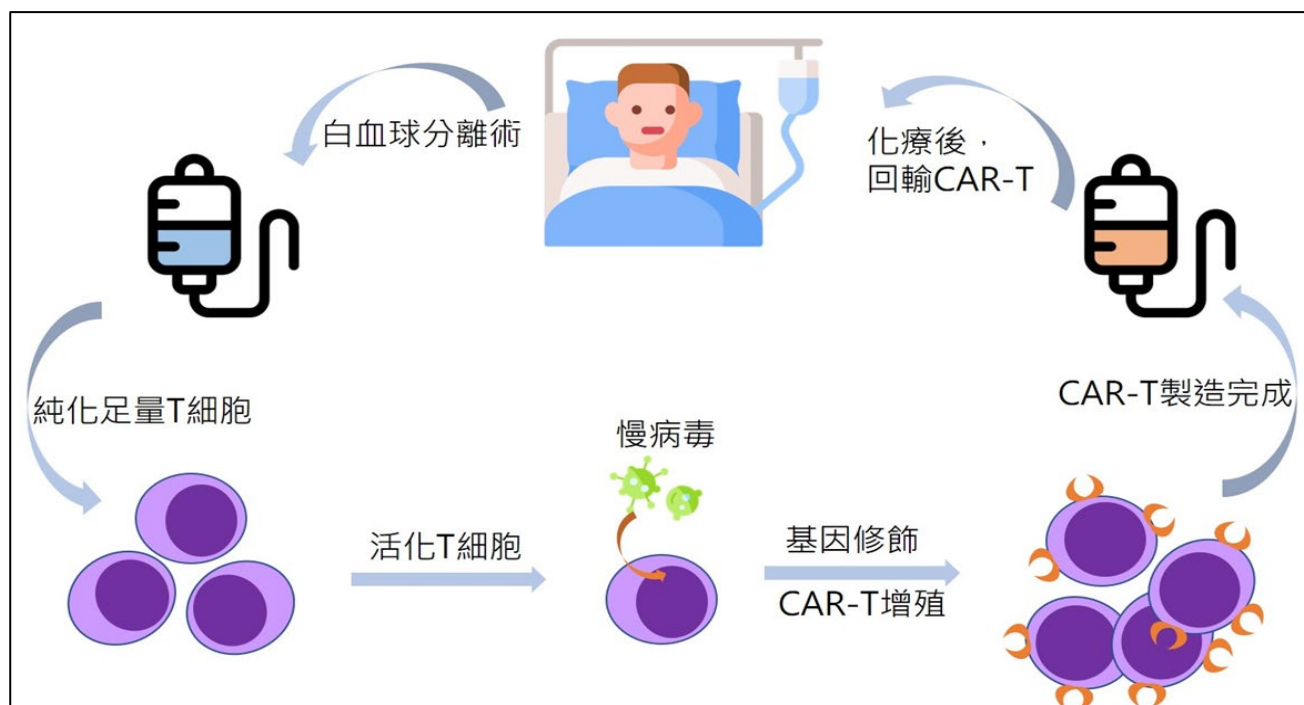 白血球分離術
化療後，
回輸CAR-T
純化足量T細胞
CAR-T製造完成
慢病毒
活化T細胞
基因修飾
CAR-T增殖